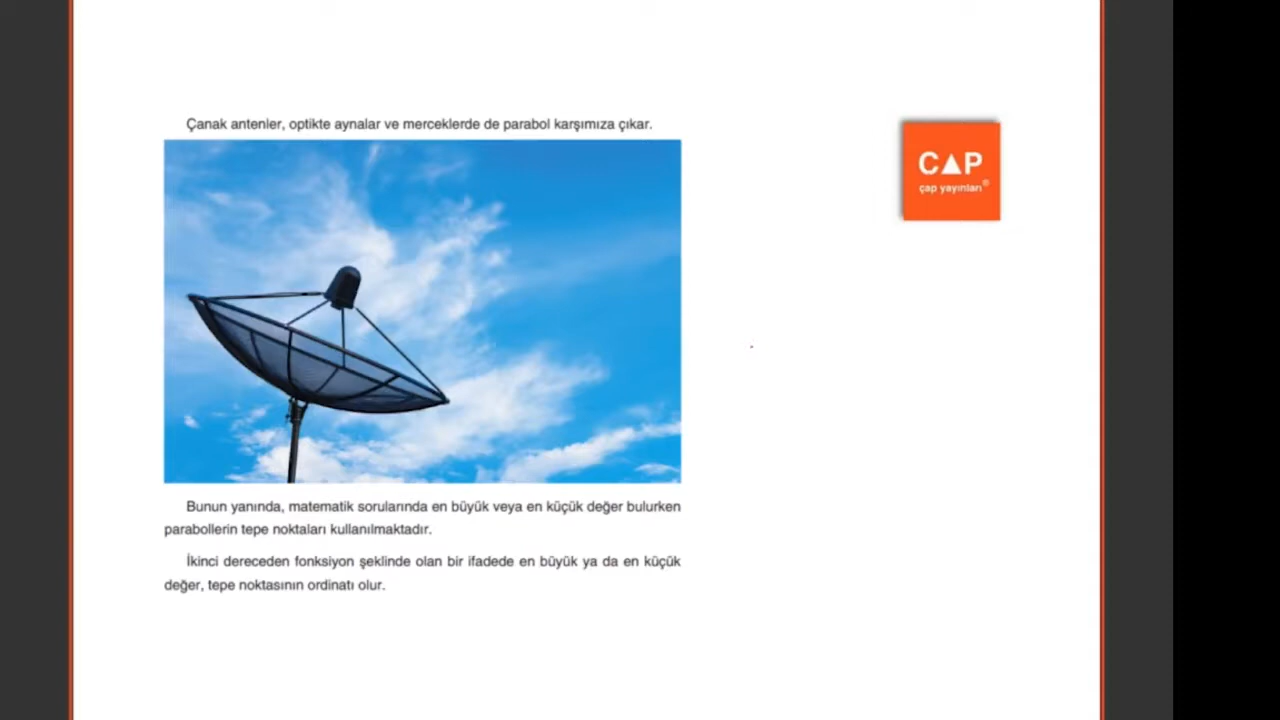 Çanak antenler, optikte aynalar ve merceklerde de parabol karşımıza çıkar.
CAP
çap yayınları®
Bunun yanında, matematik sorularında en büyük veya en küçük değer bulurken
parabollerin tepe noktaları kullanılmaktadır.
İkinci dereceden fonksiyon şeklinde olan bir ifadede en büyük ya da en küçük
değer, tepe noktasının ordinatı olur.